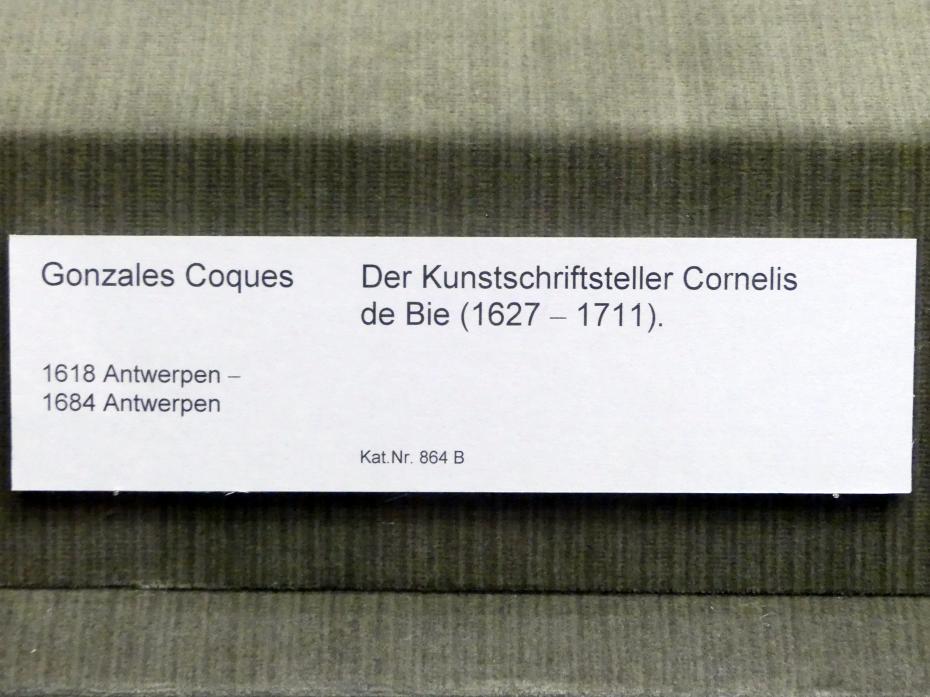 Gonzales Coques
1618 Antwerpen –
1684 Antwerpen
Der Kunstschriftsteller Cornelis
de Bie (1627 – 1711).
Kat.Nr. 864 B